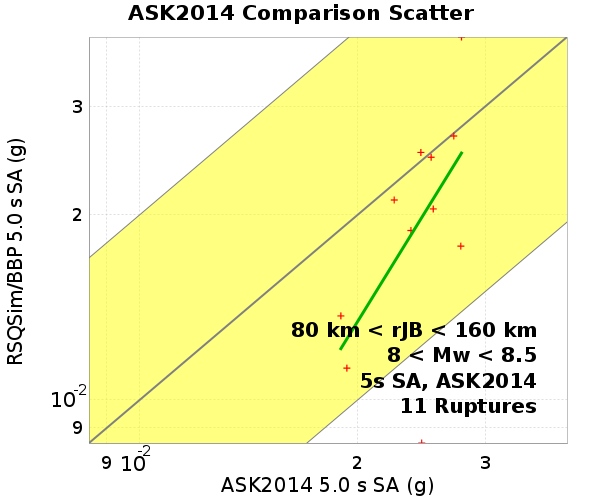 ASK2014 Comparison Scatter
RSQSim/BBP 5.0 s SA (g)
3
2
10-2
9
80 km < rJB < 160 km
8 < Mw < 8.5
5s SA, ASK2014
11 Ruptures
9 10-2 2 3
ASK2014 5.0 s SA (g)